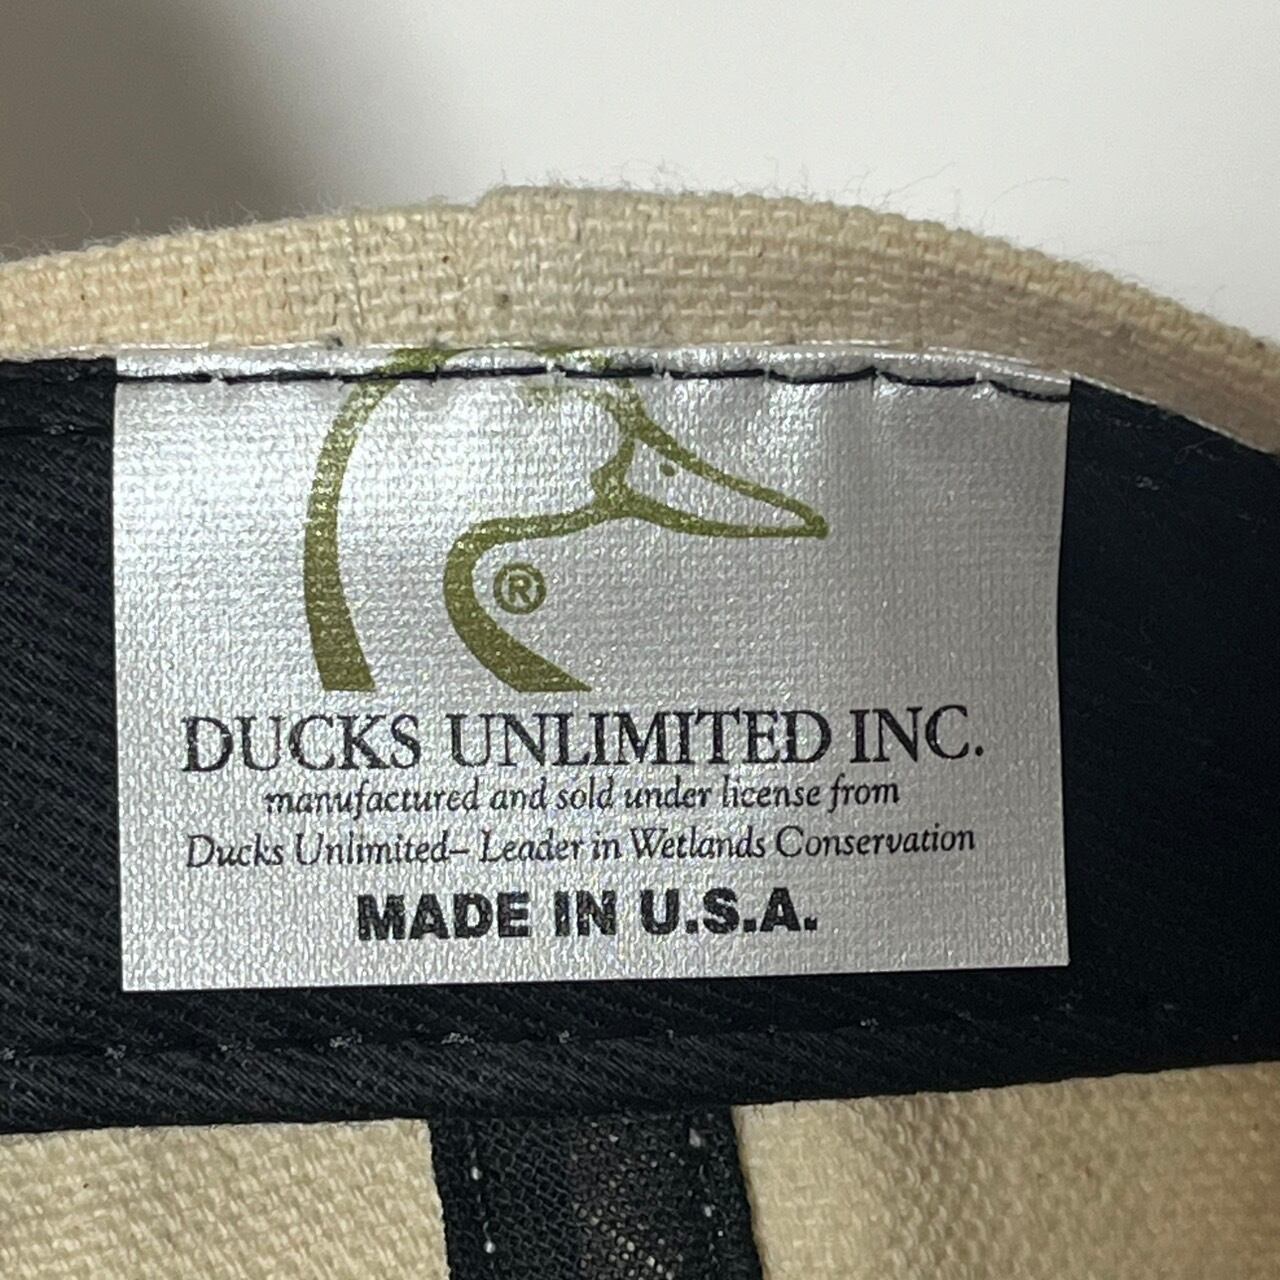 ®
DUCKS UNLIMITED INC.
manufactured and sold under license from
Ducks Unlimited– Leader in Wetlands Conservation
MADE IN U.S.A.